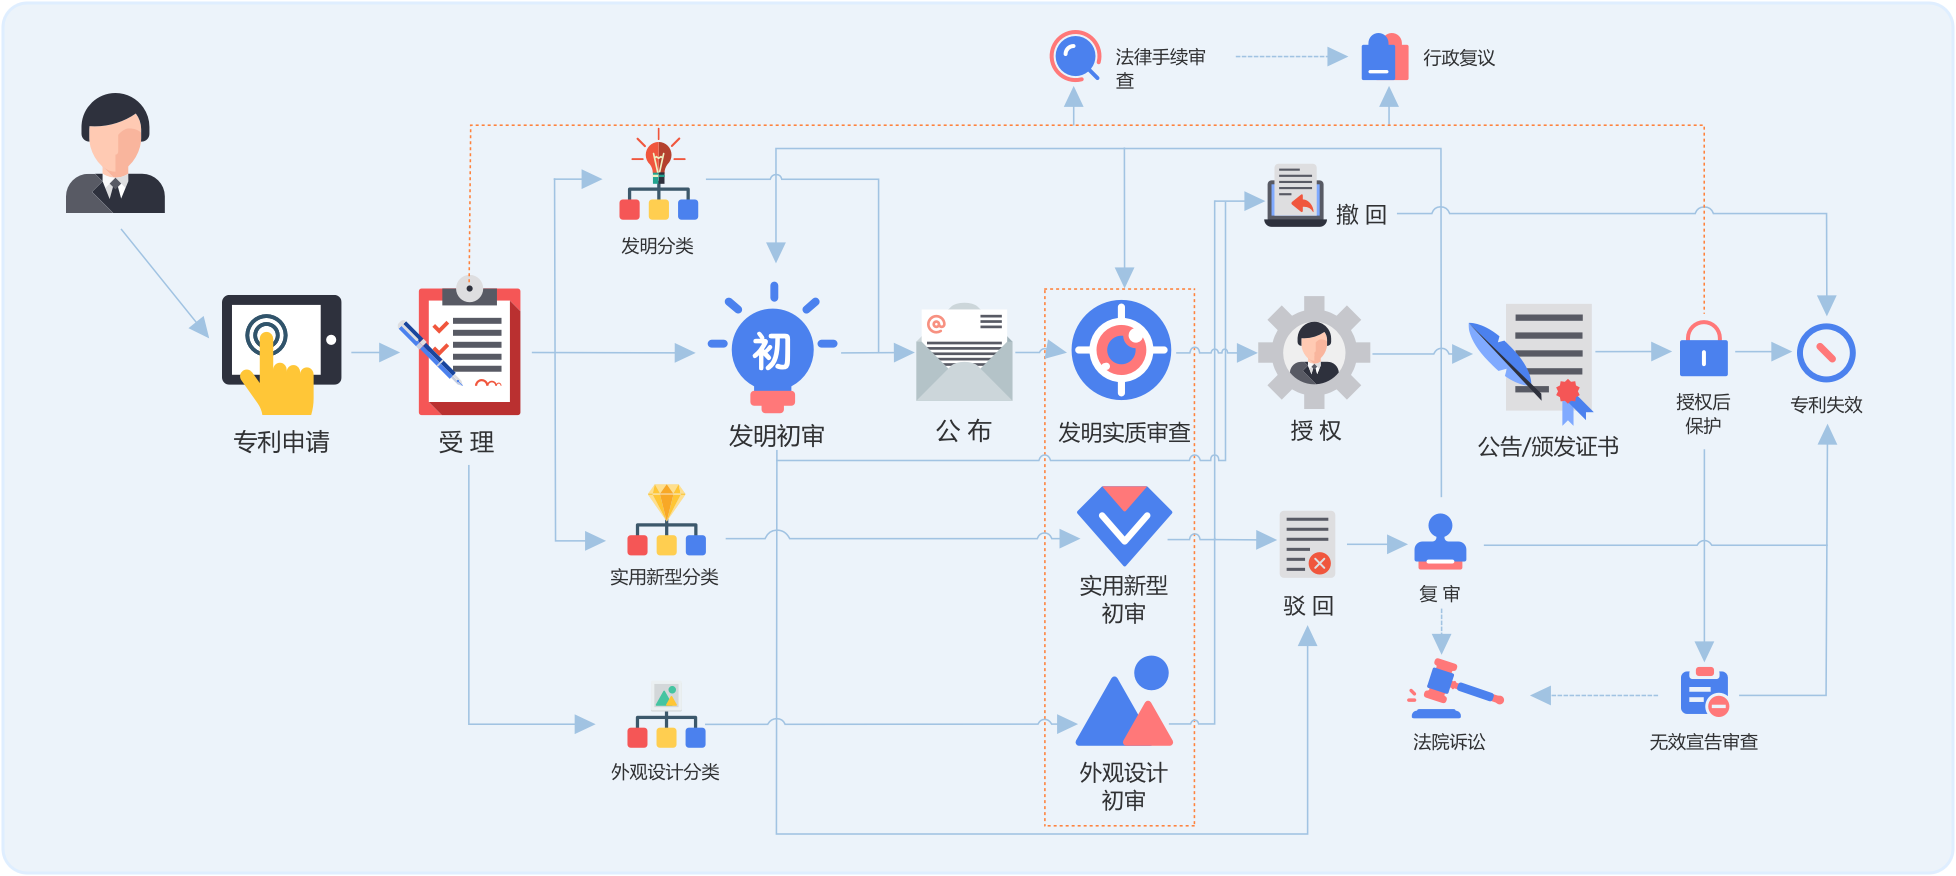 法律手续审
查
行政复议
发明分类
撤 回
初
@
专利申请
受 理
发明初审
公 布
发明实质审查
授 权
公告/颁发证书
授权后
保护
专利失效
实用新型分类
实用新型
初审
驳 回
复 审
外观设计分类
外观设计
初审
法院诉讼
无效宣告审查